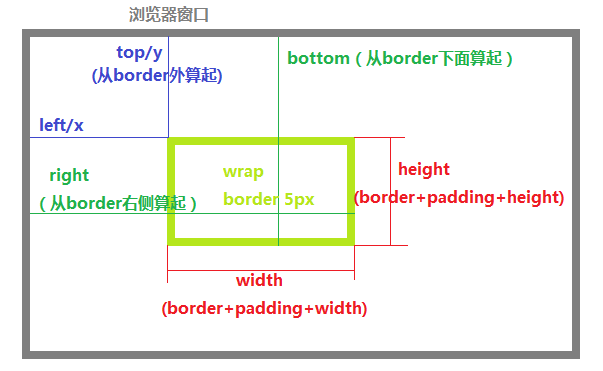 浏览器窗口
top/y
(从border外算起)
bottom（从border下面算起）
left/x
right
（从border右侧算起）
wrap
border 5px
height
(border+padding+height)
width
(border+padding+width)